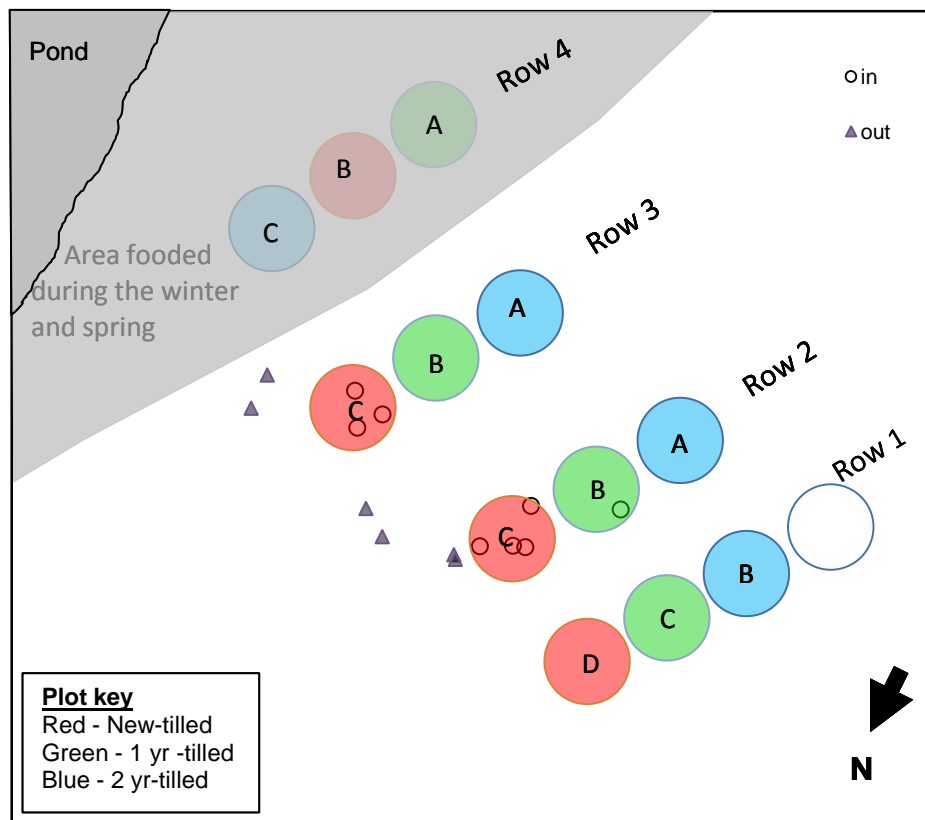 Pond
Row 4
in
out
A
B
C
Area fooded
during the winter
and spring
Row 3
A
B
C
Row 2
A
B
C
Row 1
B
C
D
Plot key
Red - New-tilled
Green - 1 yr -tilled
Blue - 2 yr-tilled
N